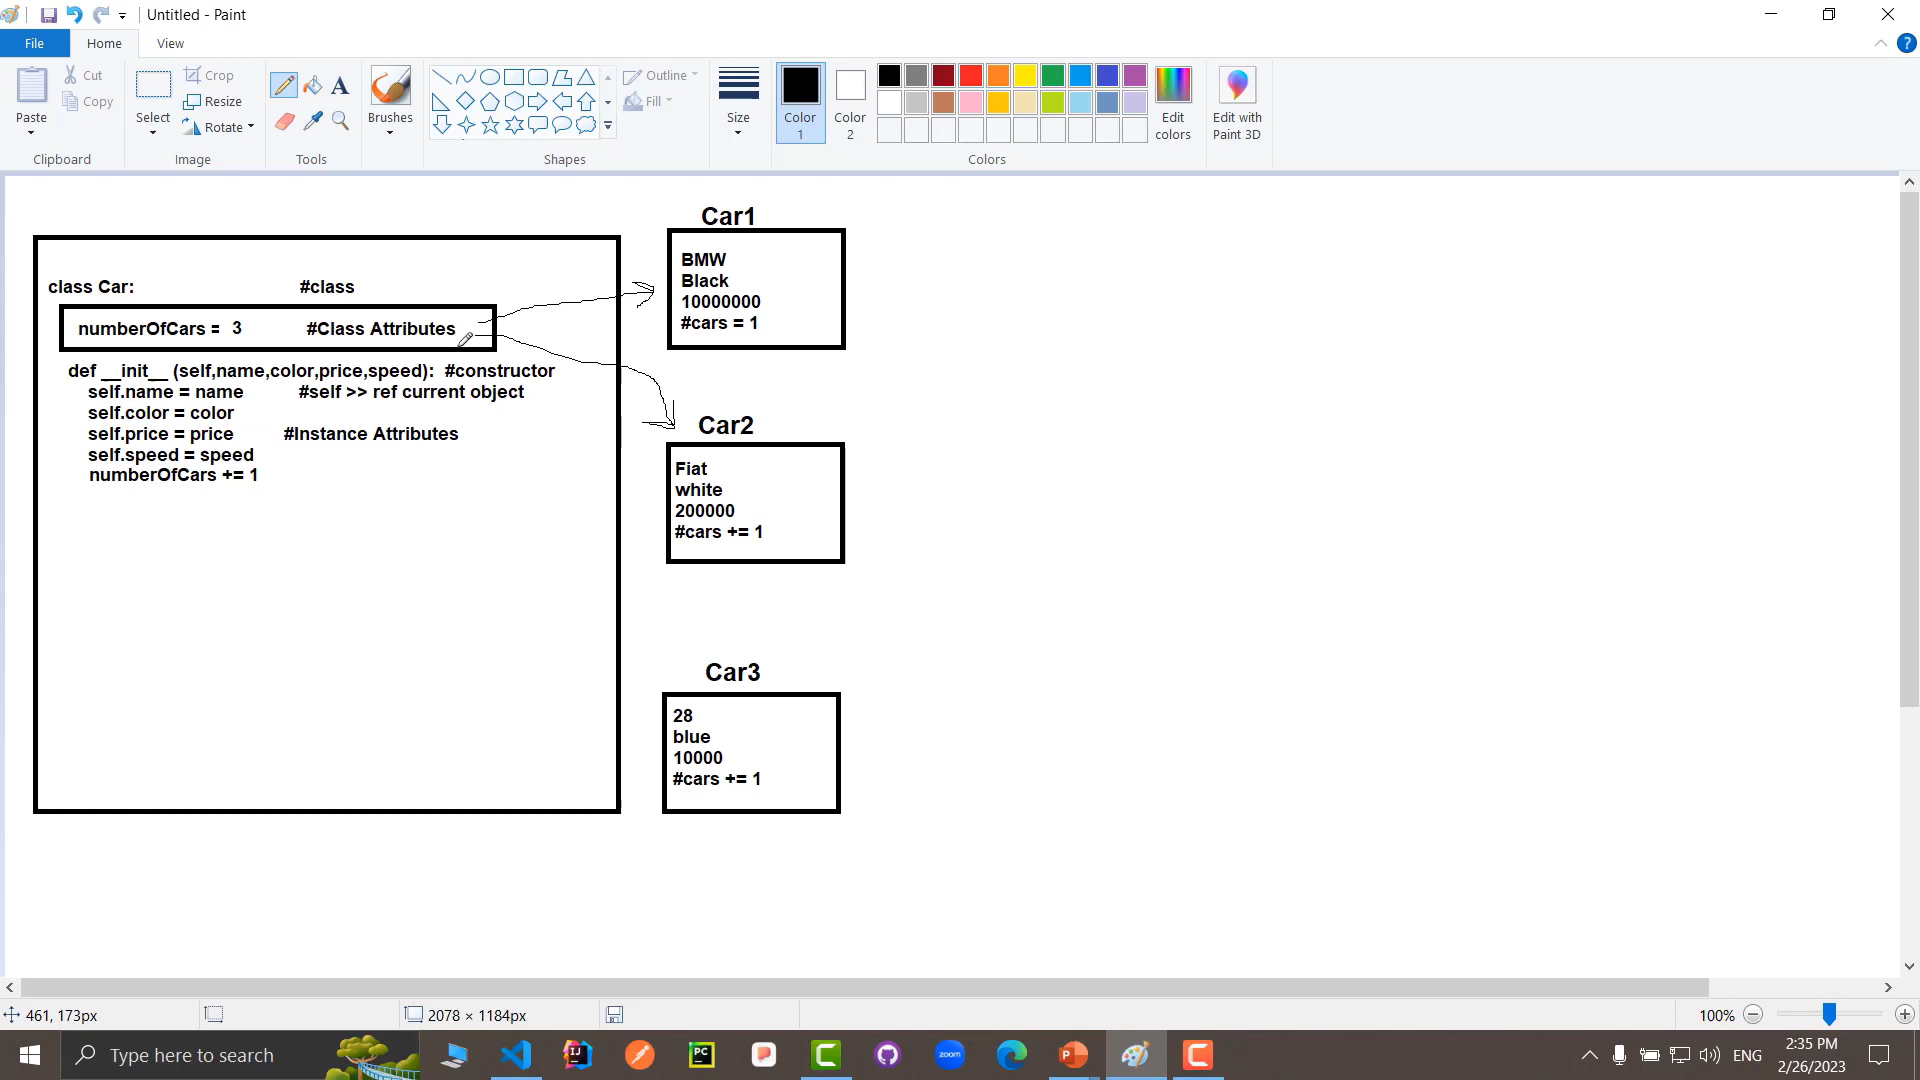 Untitled - Paint
File
Home
View
Paste
Cut
Copy
Clipboard
Select
Crop
Resize
Rotate
Image
Tools
Brushes
Outline
Fill
Shapes
Size
Color 1
Color 2
Edit colors
Edit with Paint 3D
Colors
class Car: #class
numberOfCars = 3 #Class Attributes
def __init__ (self,name,color,price,speed): #constructor
self.name = name #self >> ref current object
self.color = color
self.price = price #Instance Attributes
self.speed = speed
numberOfCars += 1
Car1
BMW
Black
10000000
#cars = 1
Car2
Fiat
white
200000
#cars += 1
Car3
28
blue
10000
#cars += 1
461, 173px
2078 × 1184px
100%
Type here to search
IJ
PC
zoom
P
C
ENG
2:35 PM
2/26/2023